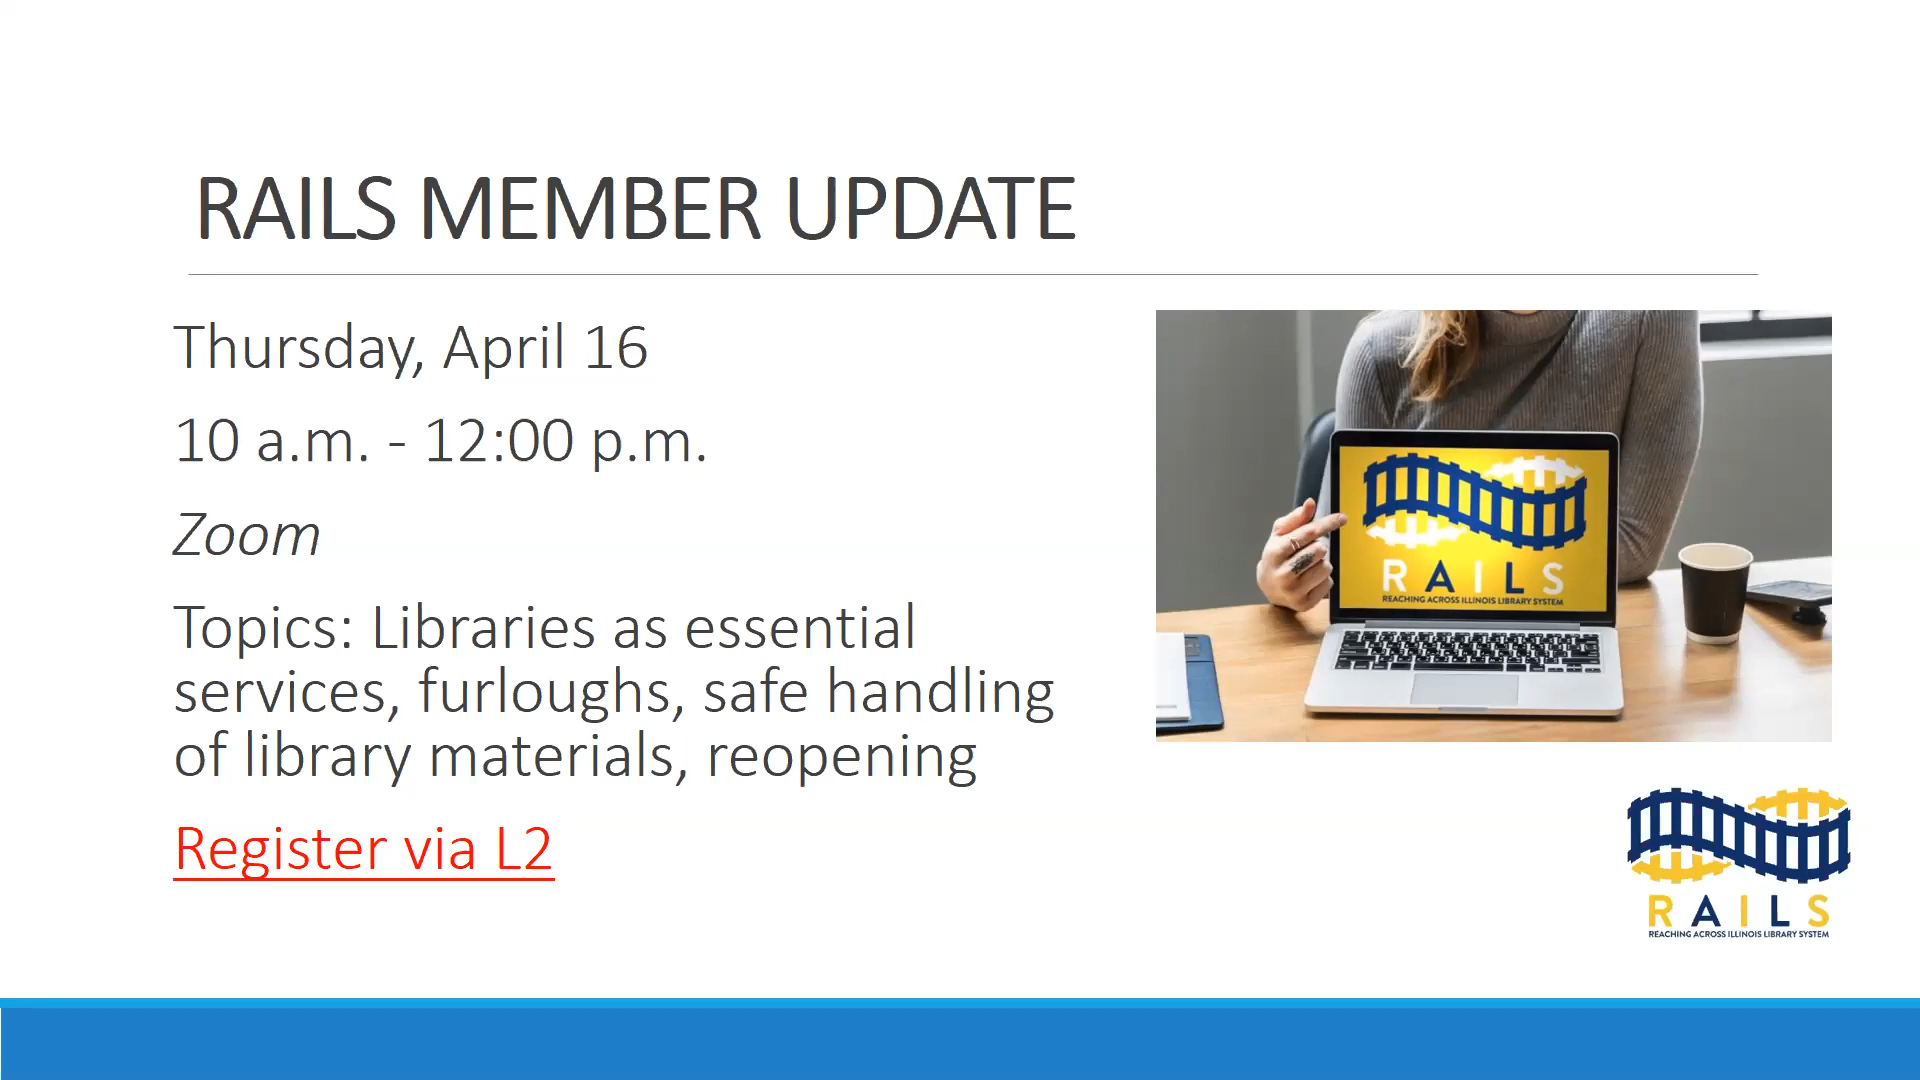 RAILS MEMBER UPDATE
Thursday, April 16
10 a.m. - 12:00 p.m.
Zoom
Topics: Libraries as essential
services, furloughs, safe handling
of library materials, reopening
Register via L2
RAILS
REACHING ACROSS ILLINOIS LIBRARY SYSTEM
RAILS
REACHING ACROSS ILLINOIS LIBRARY SYSTEM